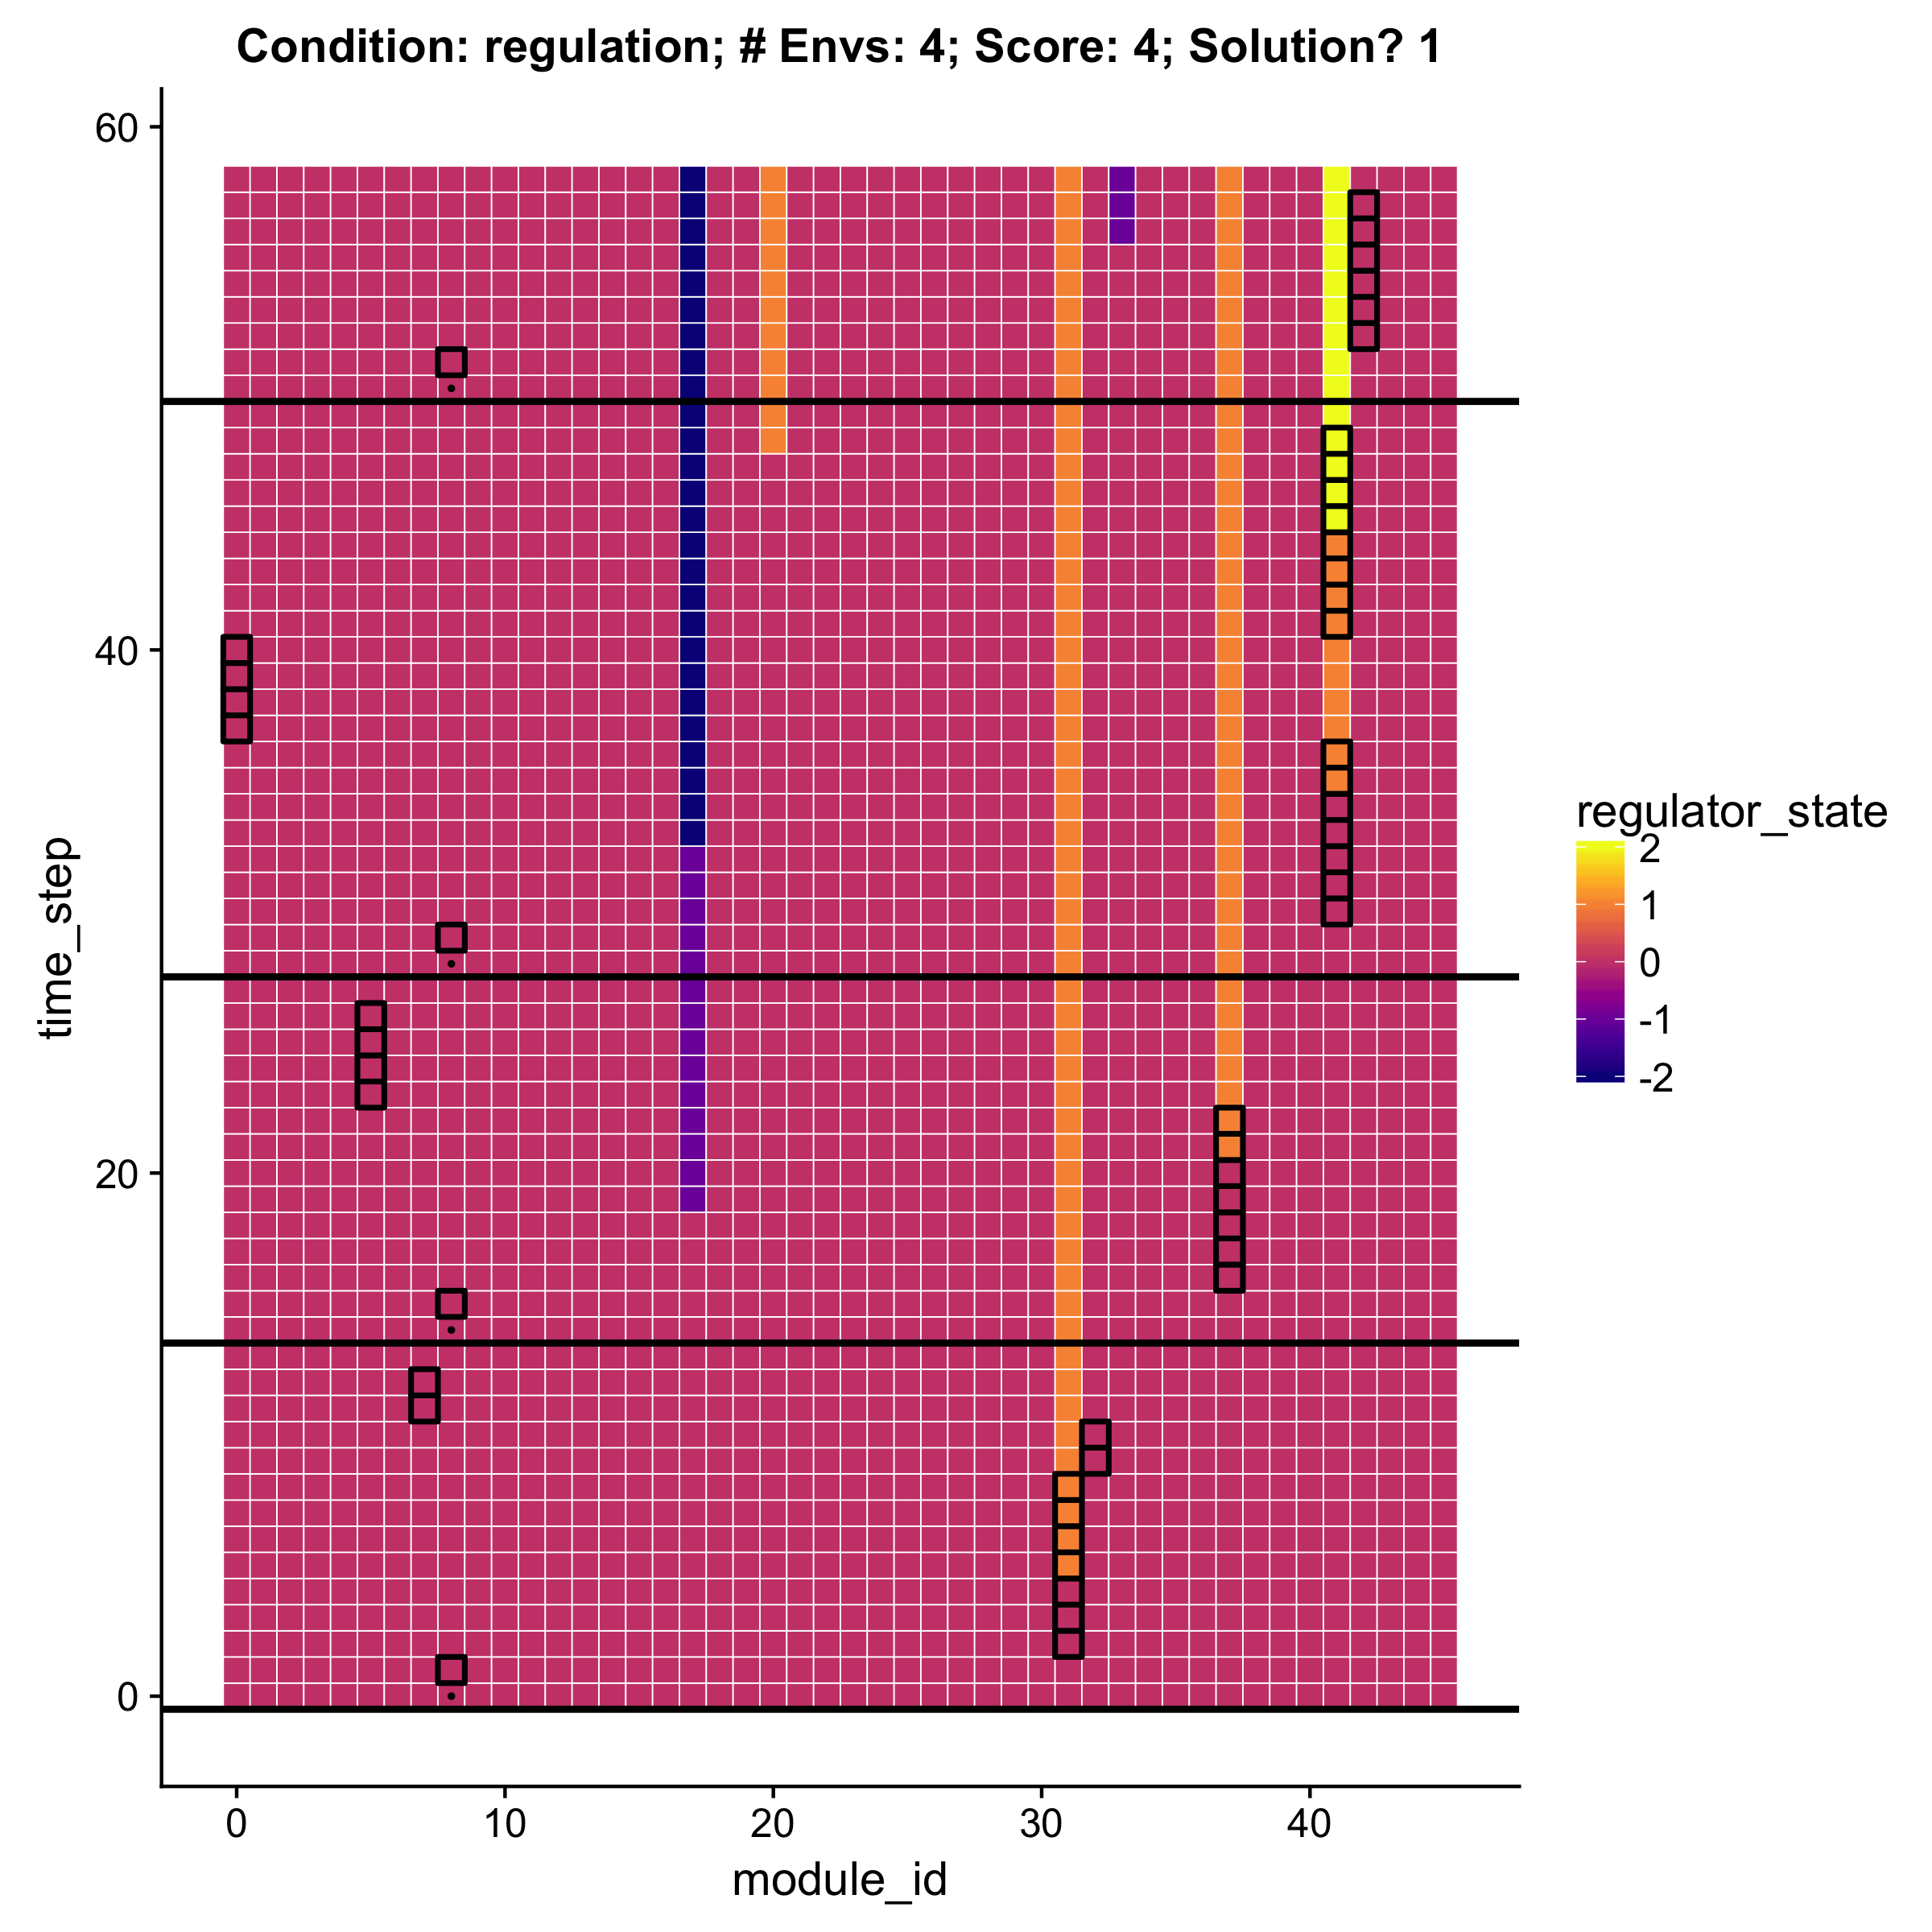 Condition: regulation; # Envs: 4; Score: 4; Solution? 1
60
40
20
0
time_step
0 10 20 30 40
module_id
regulator_state
2
1
0
-1
-2